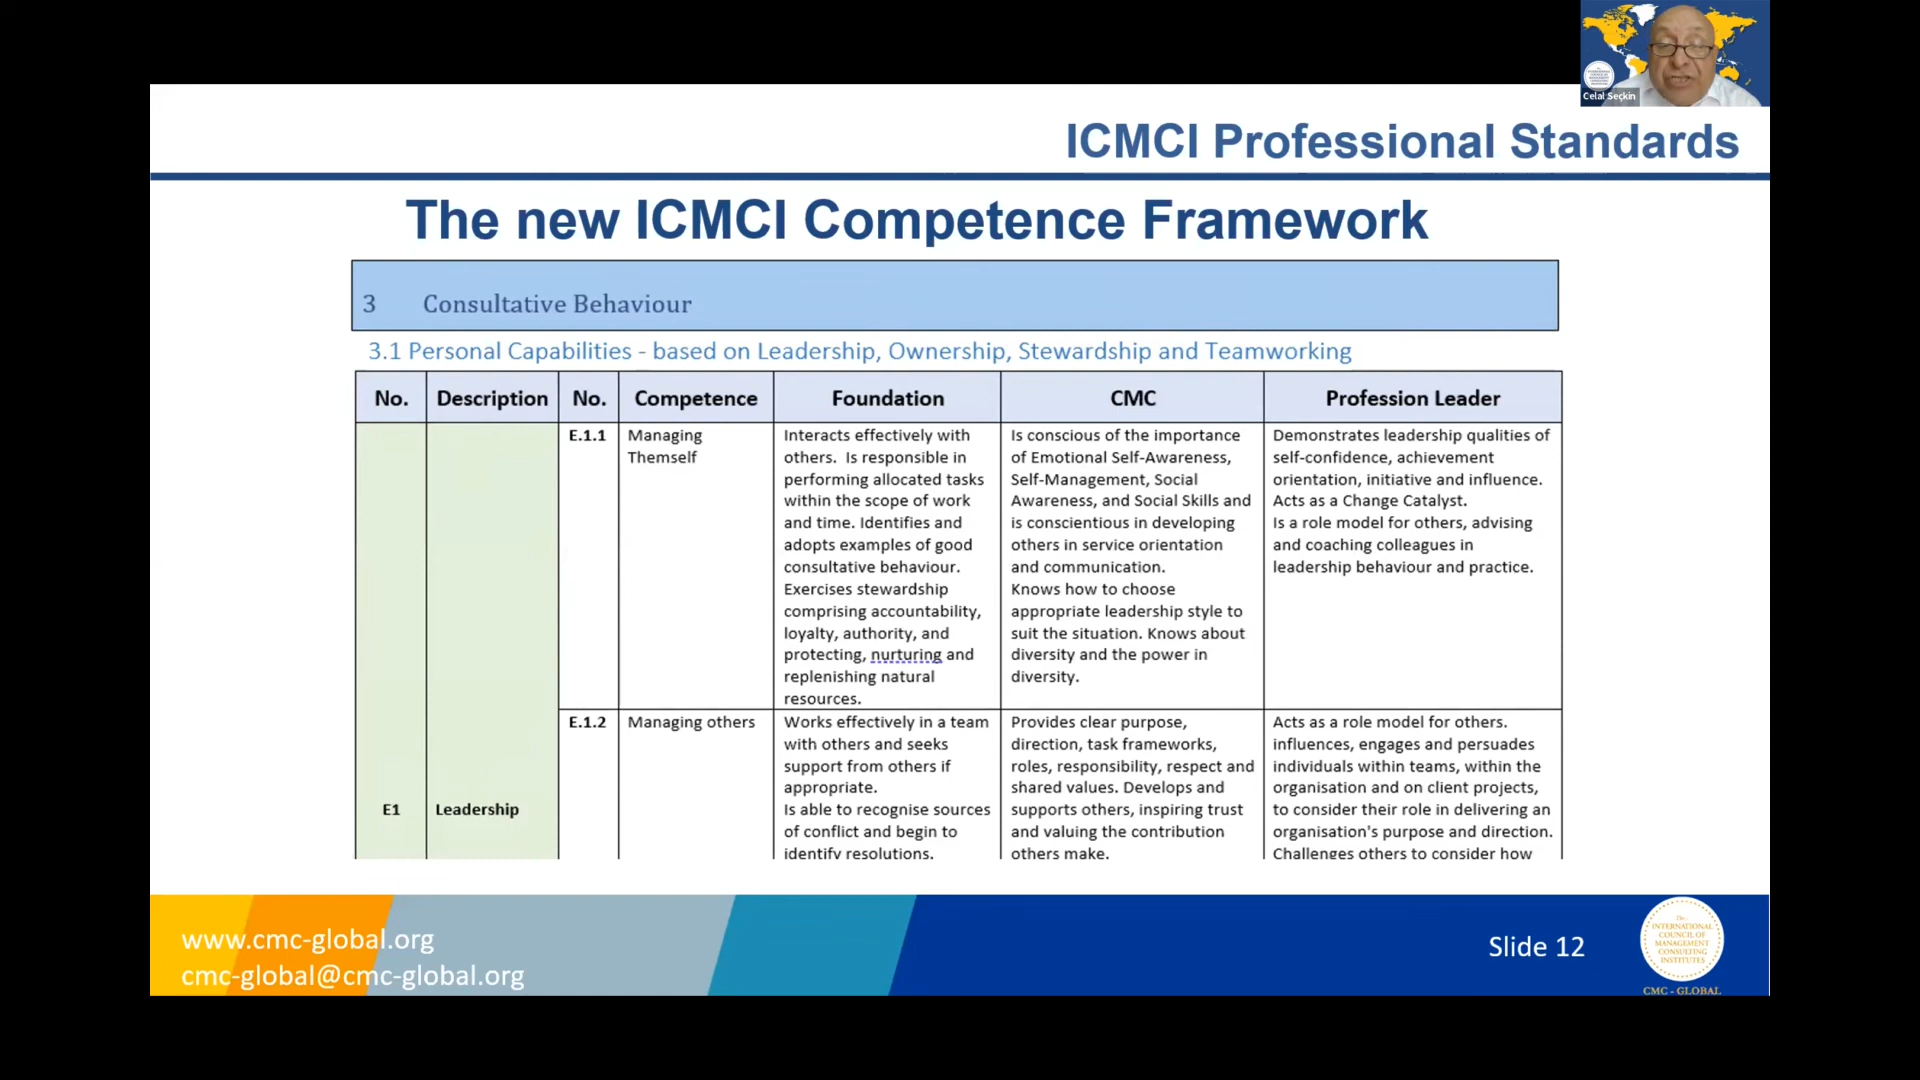 Celal Seçkin
ICMCI Professional Standards
The new ICMCI Competence Framework
3 Consultative Behaviour
3.1 Personal Capabilities - based on Leadership, Ownership, Stewardship and Teamworking
No. Description No. Competence Foundation CMC Profession Leader
E1 Leadership
E.1.1
Managing
Themself
Interacts effectively with
others. Is responsible in
performing allocated tasks
within the scope of work
and time. Identifies and
adopts examples of good
consultative behaviour.
Exercises stewardship
comprising accountability,
loyalty, authority, and
protecting, nurturing and
replenishing natural
resources.
Is conscious of the importance
of Emotional Self-Awareness,
Self-Management, Social
Awareness, and Social Skills and
is conscientious in developing
others in service orientation
and communication.
Knows how to choose
appropriate leadership style to
suit the situation. Knows about
diversity and the power in
diversity.
Demonstrates leadership qualities of
self-confidence, achievement
orientation, initiative and influence.
Acts as a Change Catalyst.
Is a role model for others, advising
and coaching colleagues in
leadership behaviour and practice.
E.1.2
Managing others
Works effectively in a team
with others and seeks
support from others if
appropriate.
Is able to recognise sources
of conflict and begin to
identify resolutions.
Provides clear purpose,
direction, task frameworks,
roles, responsibility, respect and
shared values. Develops and
supports others, inspiring trust
and valuing the contribution
others make.
Acts as a role model for others.
influences, engages and persuades
individuals within teams, within the
organisation and on client projects,
to consider their role in delivering an
organisation's purpose and direction.
Challenges others to consider how
www.cmc-global.org
cmc-global@cmc-global.org
Slide 12
The
INTERNATIONAL
COUNCIL OF
MANAGEMENT
CONSULTING
INSTITUTES
CMC - GLOBAL